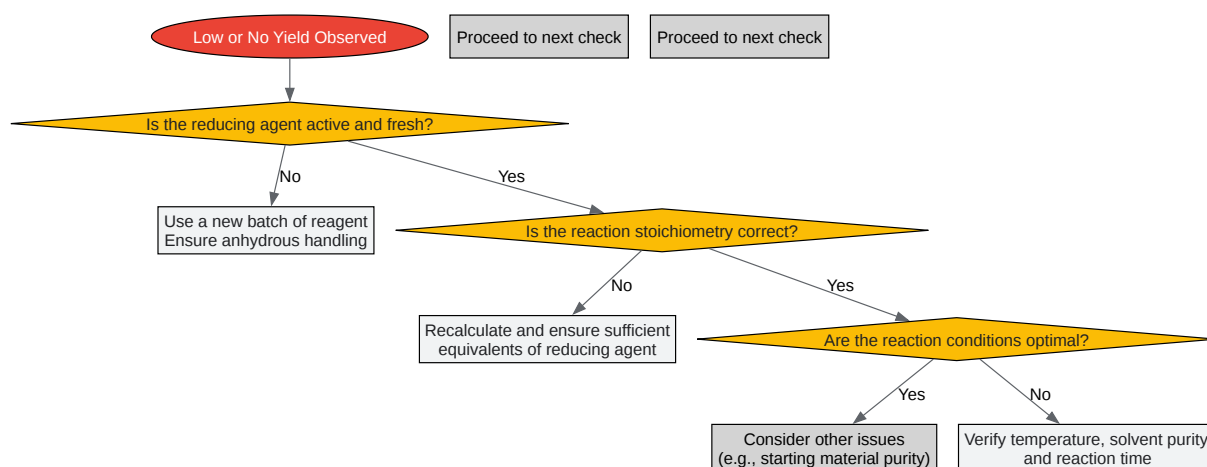 Low or No Yield Observed
Proceed to next check
Proceed to next check
Is the reducing agent active and fresh?
No
Yes
Use a new batch of reagent
Ensure anhydrous handling
Is the reaction stoichiometry correct?
No
Yes
Recalculate and ensure sufficient
equivalents of reducing agent
Are the reaction conditions optimal?
Yes
No
Consider other issues
(e.g., starting material purity)
Verify temperature, solvent purity
and reaction time